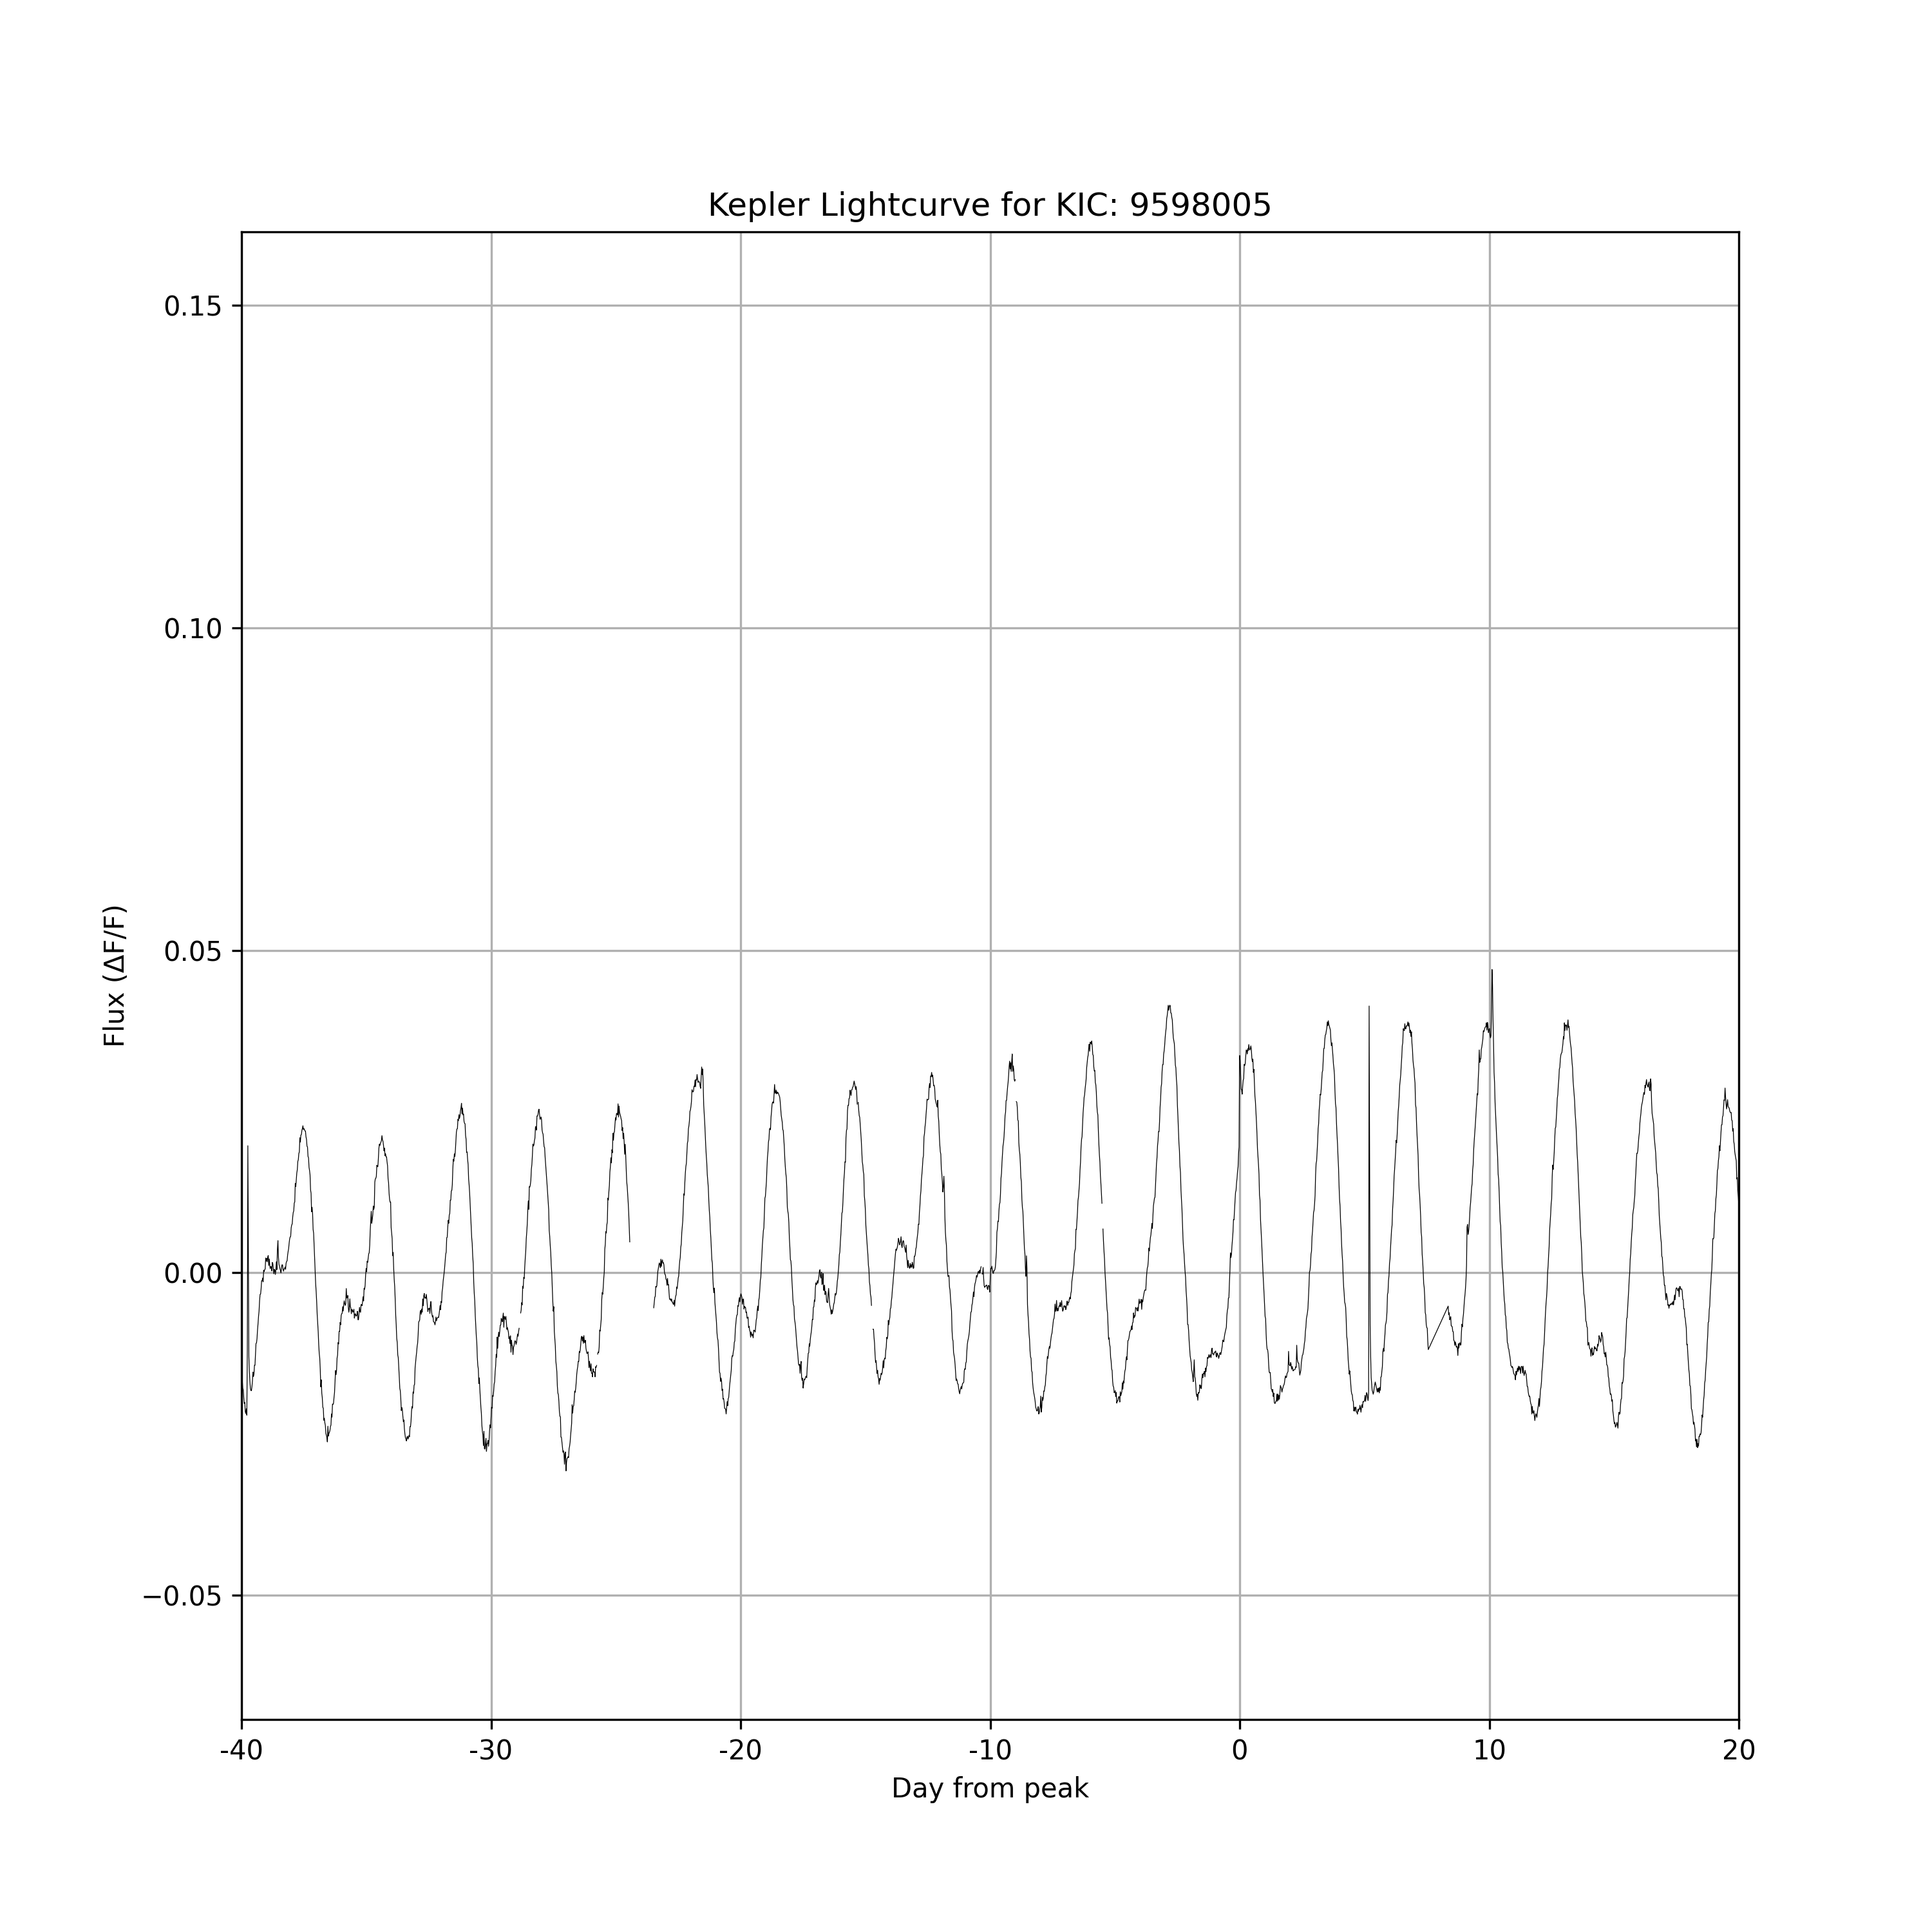 Kepler Lightcurve for KIC: 9598005
0.15
0.10
0.05
0.00
−0.05
Flux (ΔF/F)
-40 -30 -20 -10 0 10 20
Day from peak